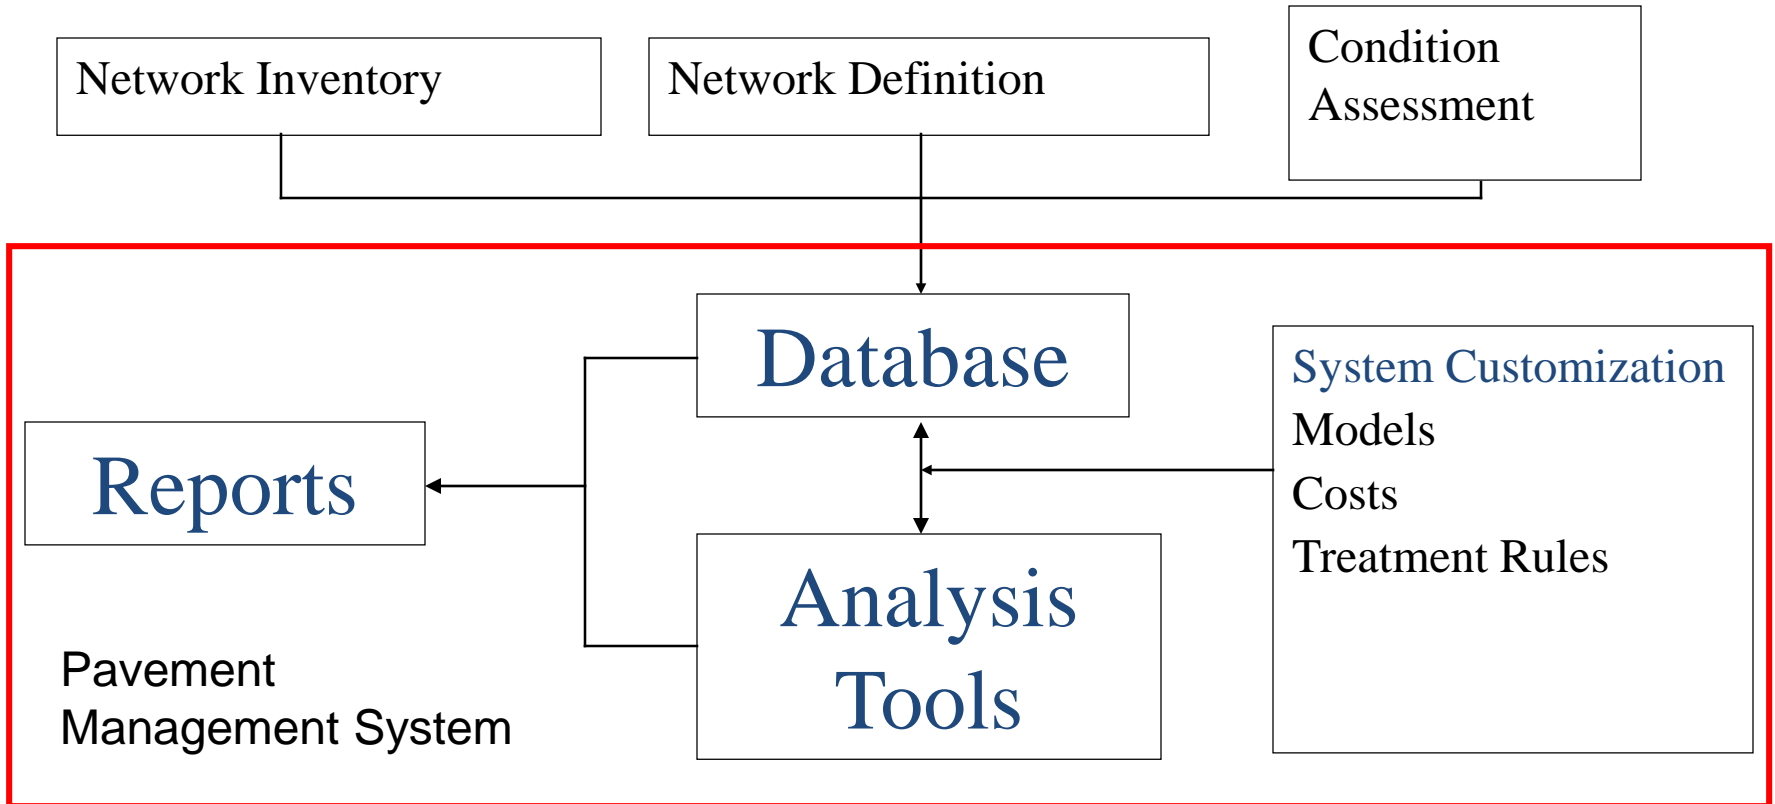 Network Inventory
Network Definition
Condition
Assessment
Database
System Customization
Models
Costs
Treatment Rules
Reports
Analysis
Tools
Pavement
Management System